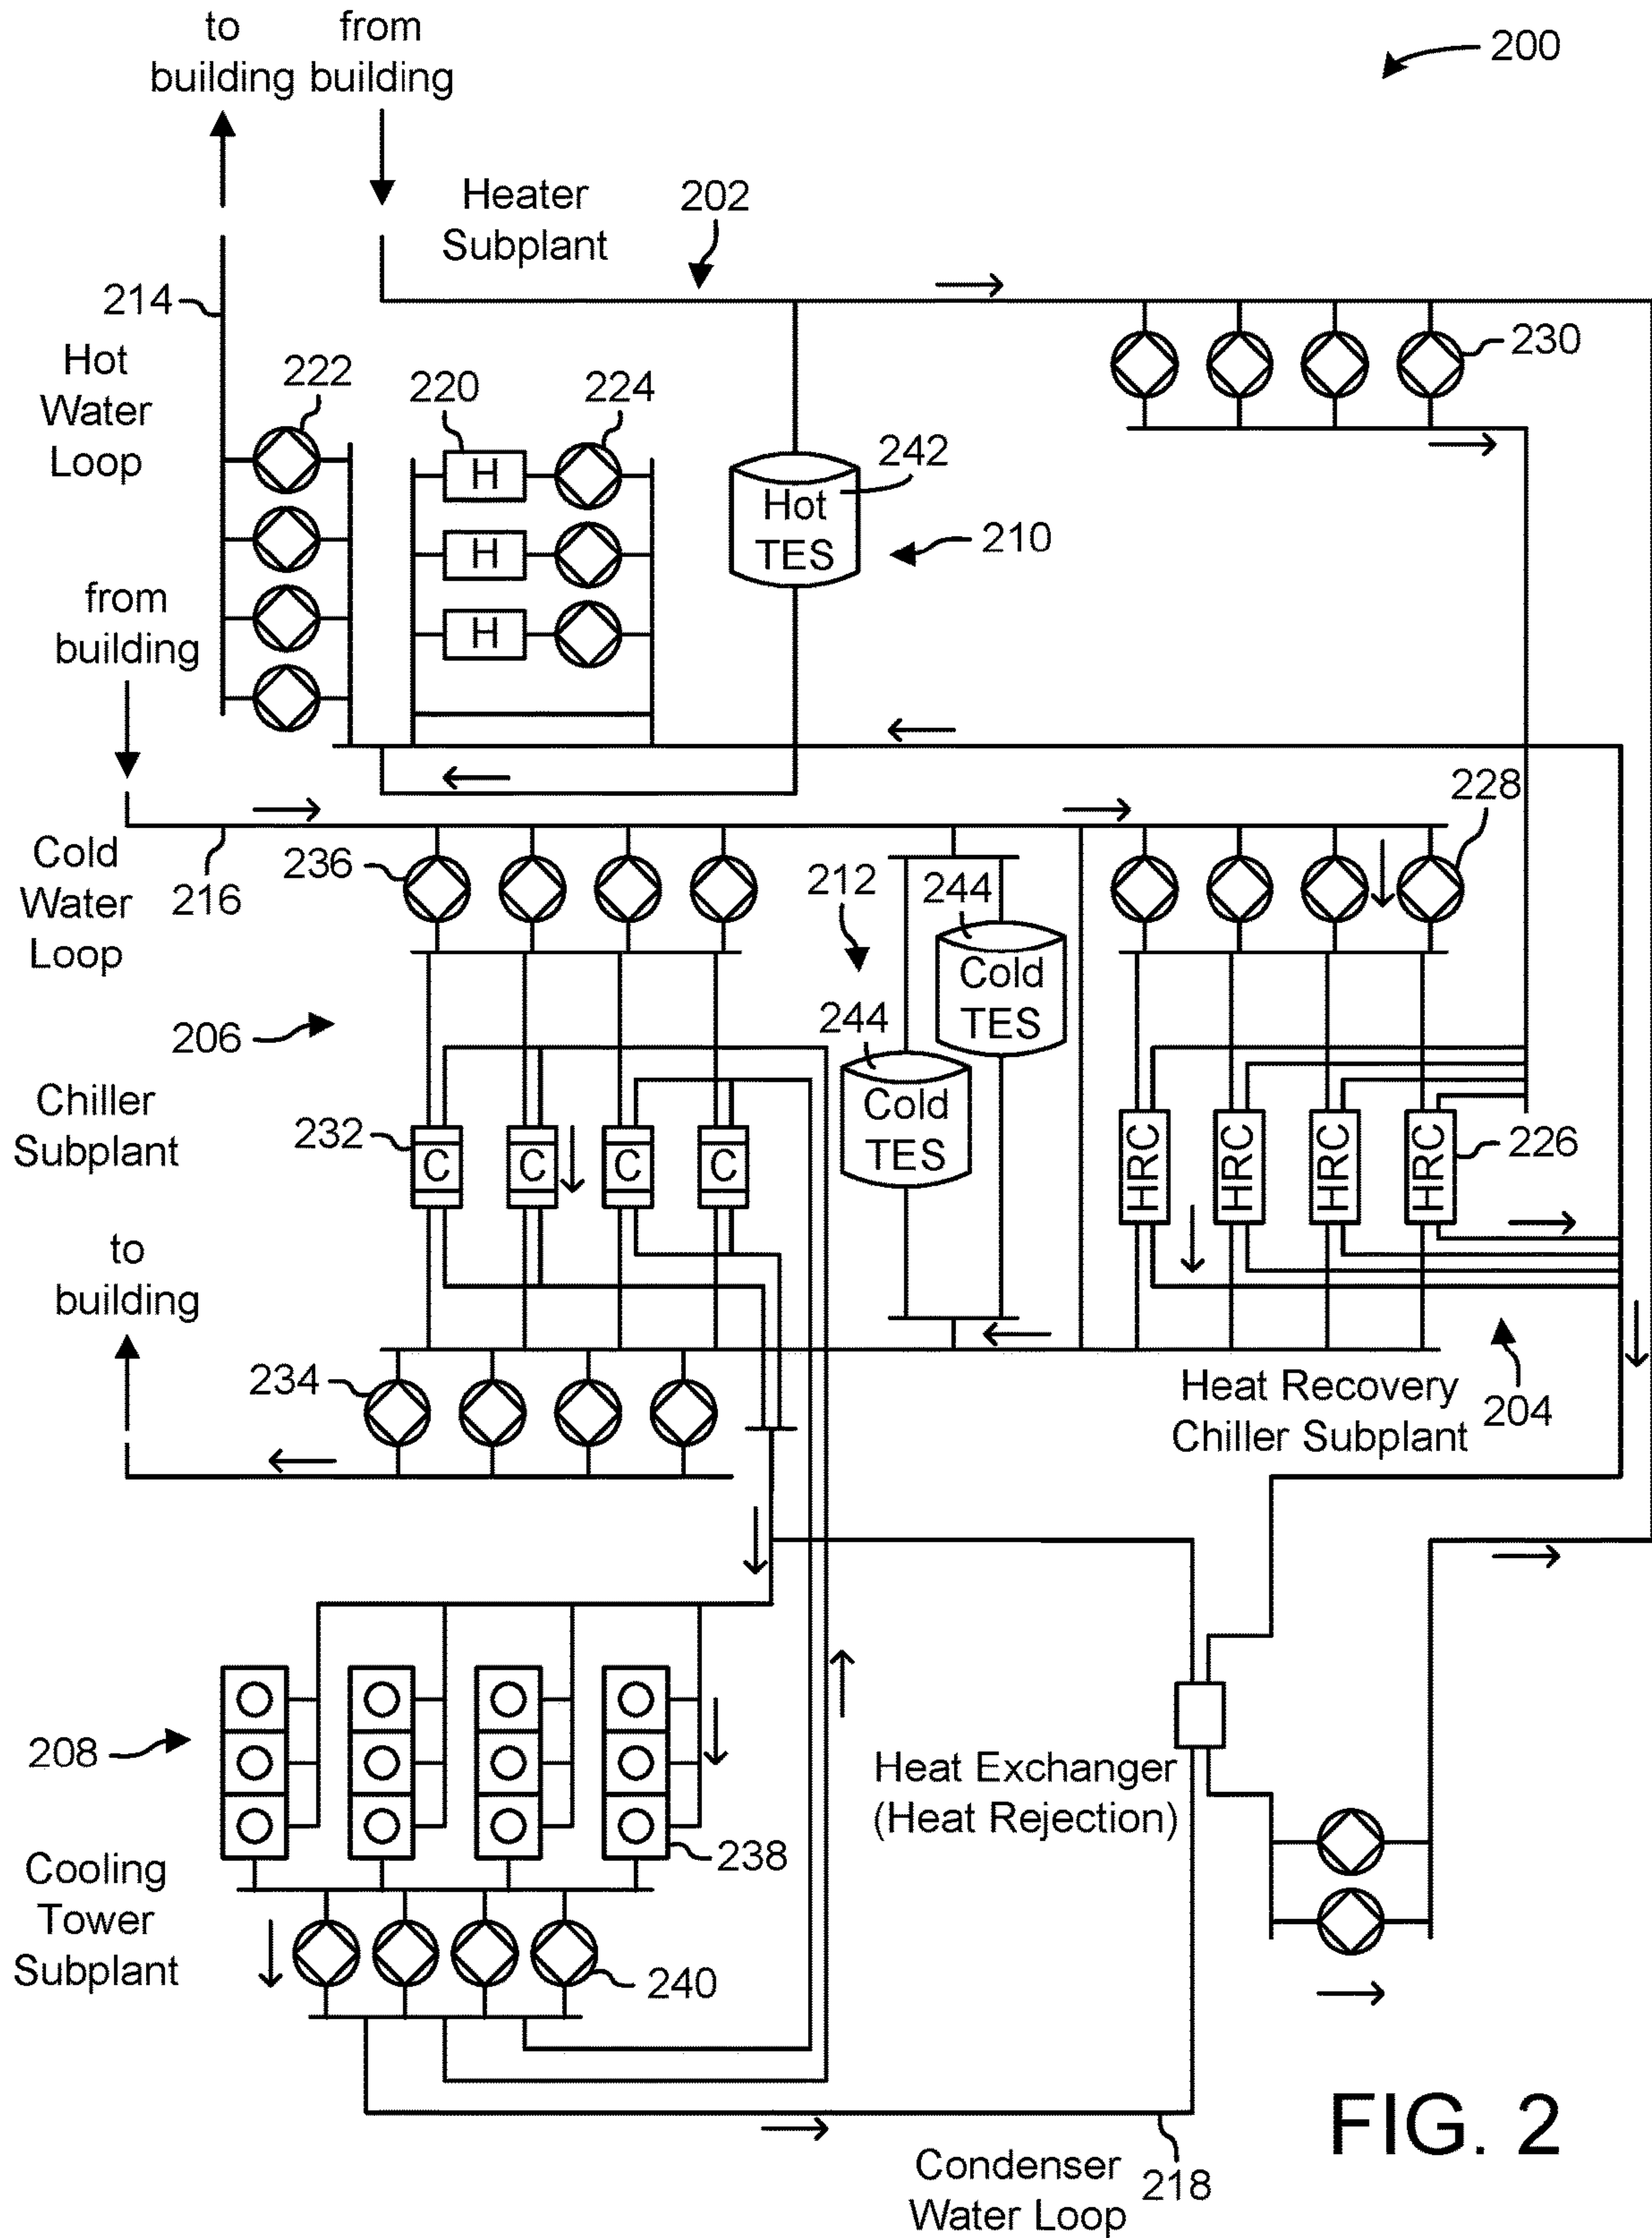 to from
building building
200
Heater
Subplant
202
214
Hot
Water
Loop
222
220
224
230
242
Hot
TES
210
H
H
H
from
building
228
Cold
Water
Loop
216
236
212
244
Cold
TES
244
Cold
TES
206
Chiller
Subplant
232
C
C
C
C
HRC
HRC
HRC
HRC
226
to
building
234
Heat Recovery
Chiller Subplant
204
208
Heat Exchanger
(Heat Rejection)
238
Cooling
Tower
Subplant
240
FIG. 2
Condenser
Water Loop
218